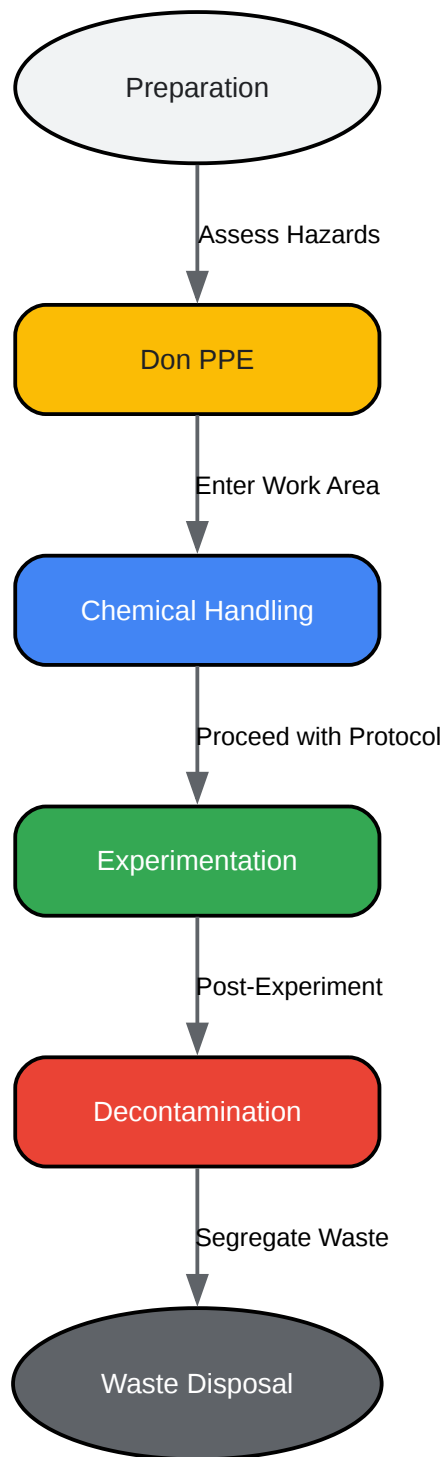 Preparation
Assess Hazards
Don PPE
Enter Work Area
Chemical Handling
Proceed with Protocol
Experimentation
Post-Experiment
Decontamination
Segregate Waste
Waste Disposal